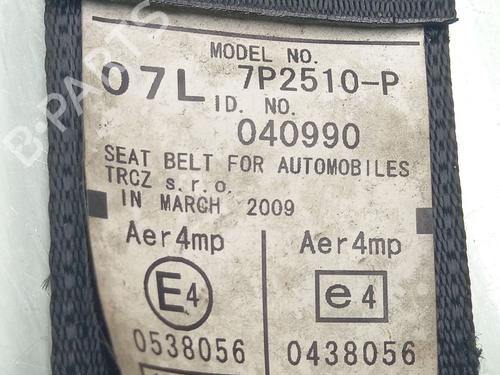 MODEL NO.
07L 7P2510-P
ID. NO.
040990
SEAT BELT FOR AUTOMOBILES
TRCZ s.r.o.
IN MARCH 2009
Aer4mp Aer4mp
E4 e4
0538056 0438056
B-PARTS